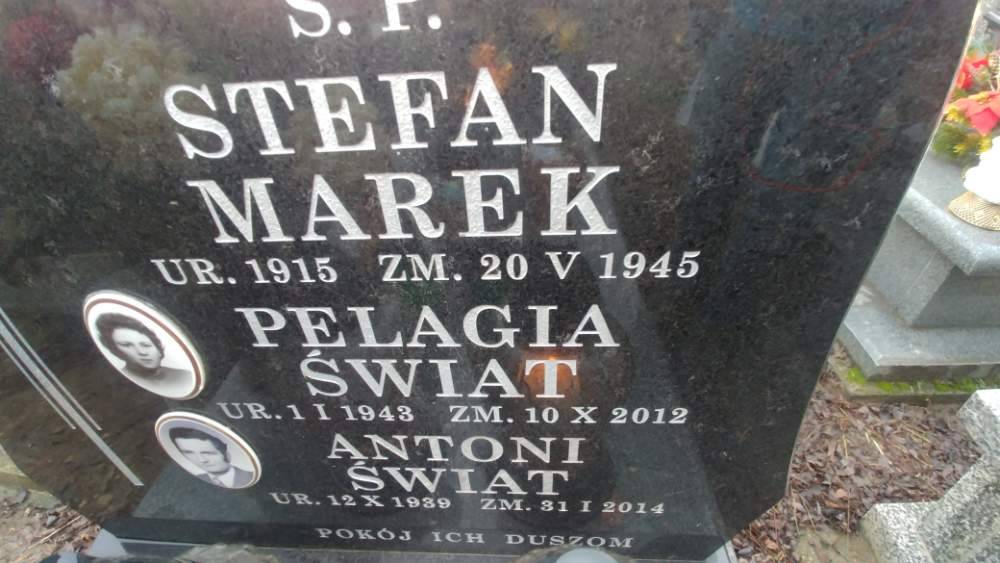 Ś. P.
STEFAN
MAREK
UR. 1915 ZM. 20 V 1945
PELAGIA
ŚWIAT
UR. 1 I 1943 ZM. 10 X 2012
ANTONI
ŚWIAT
UR. 12 X 1939 ZM. 31 I 2014
POKÓJ ICH DUSZOM